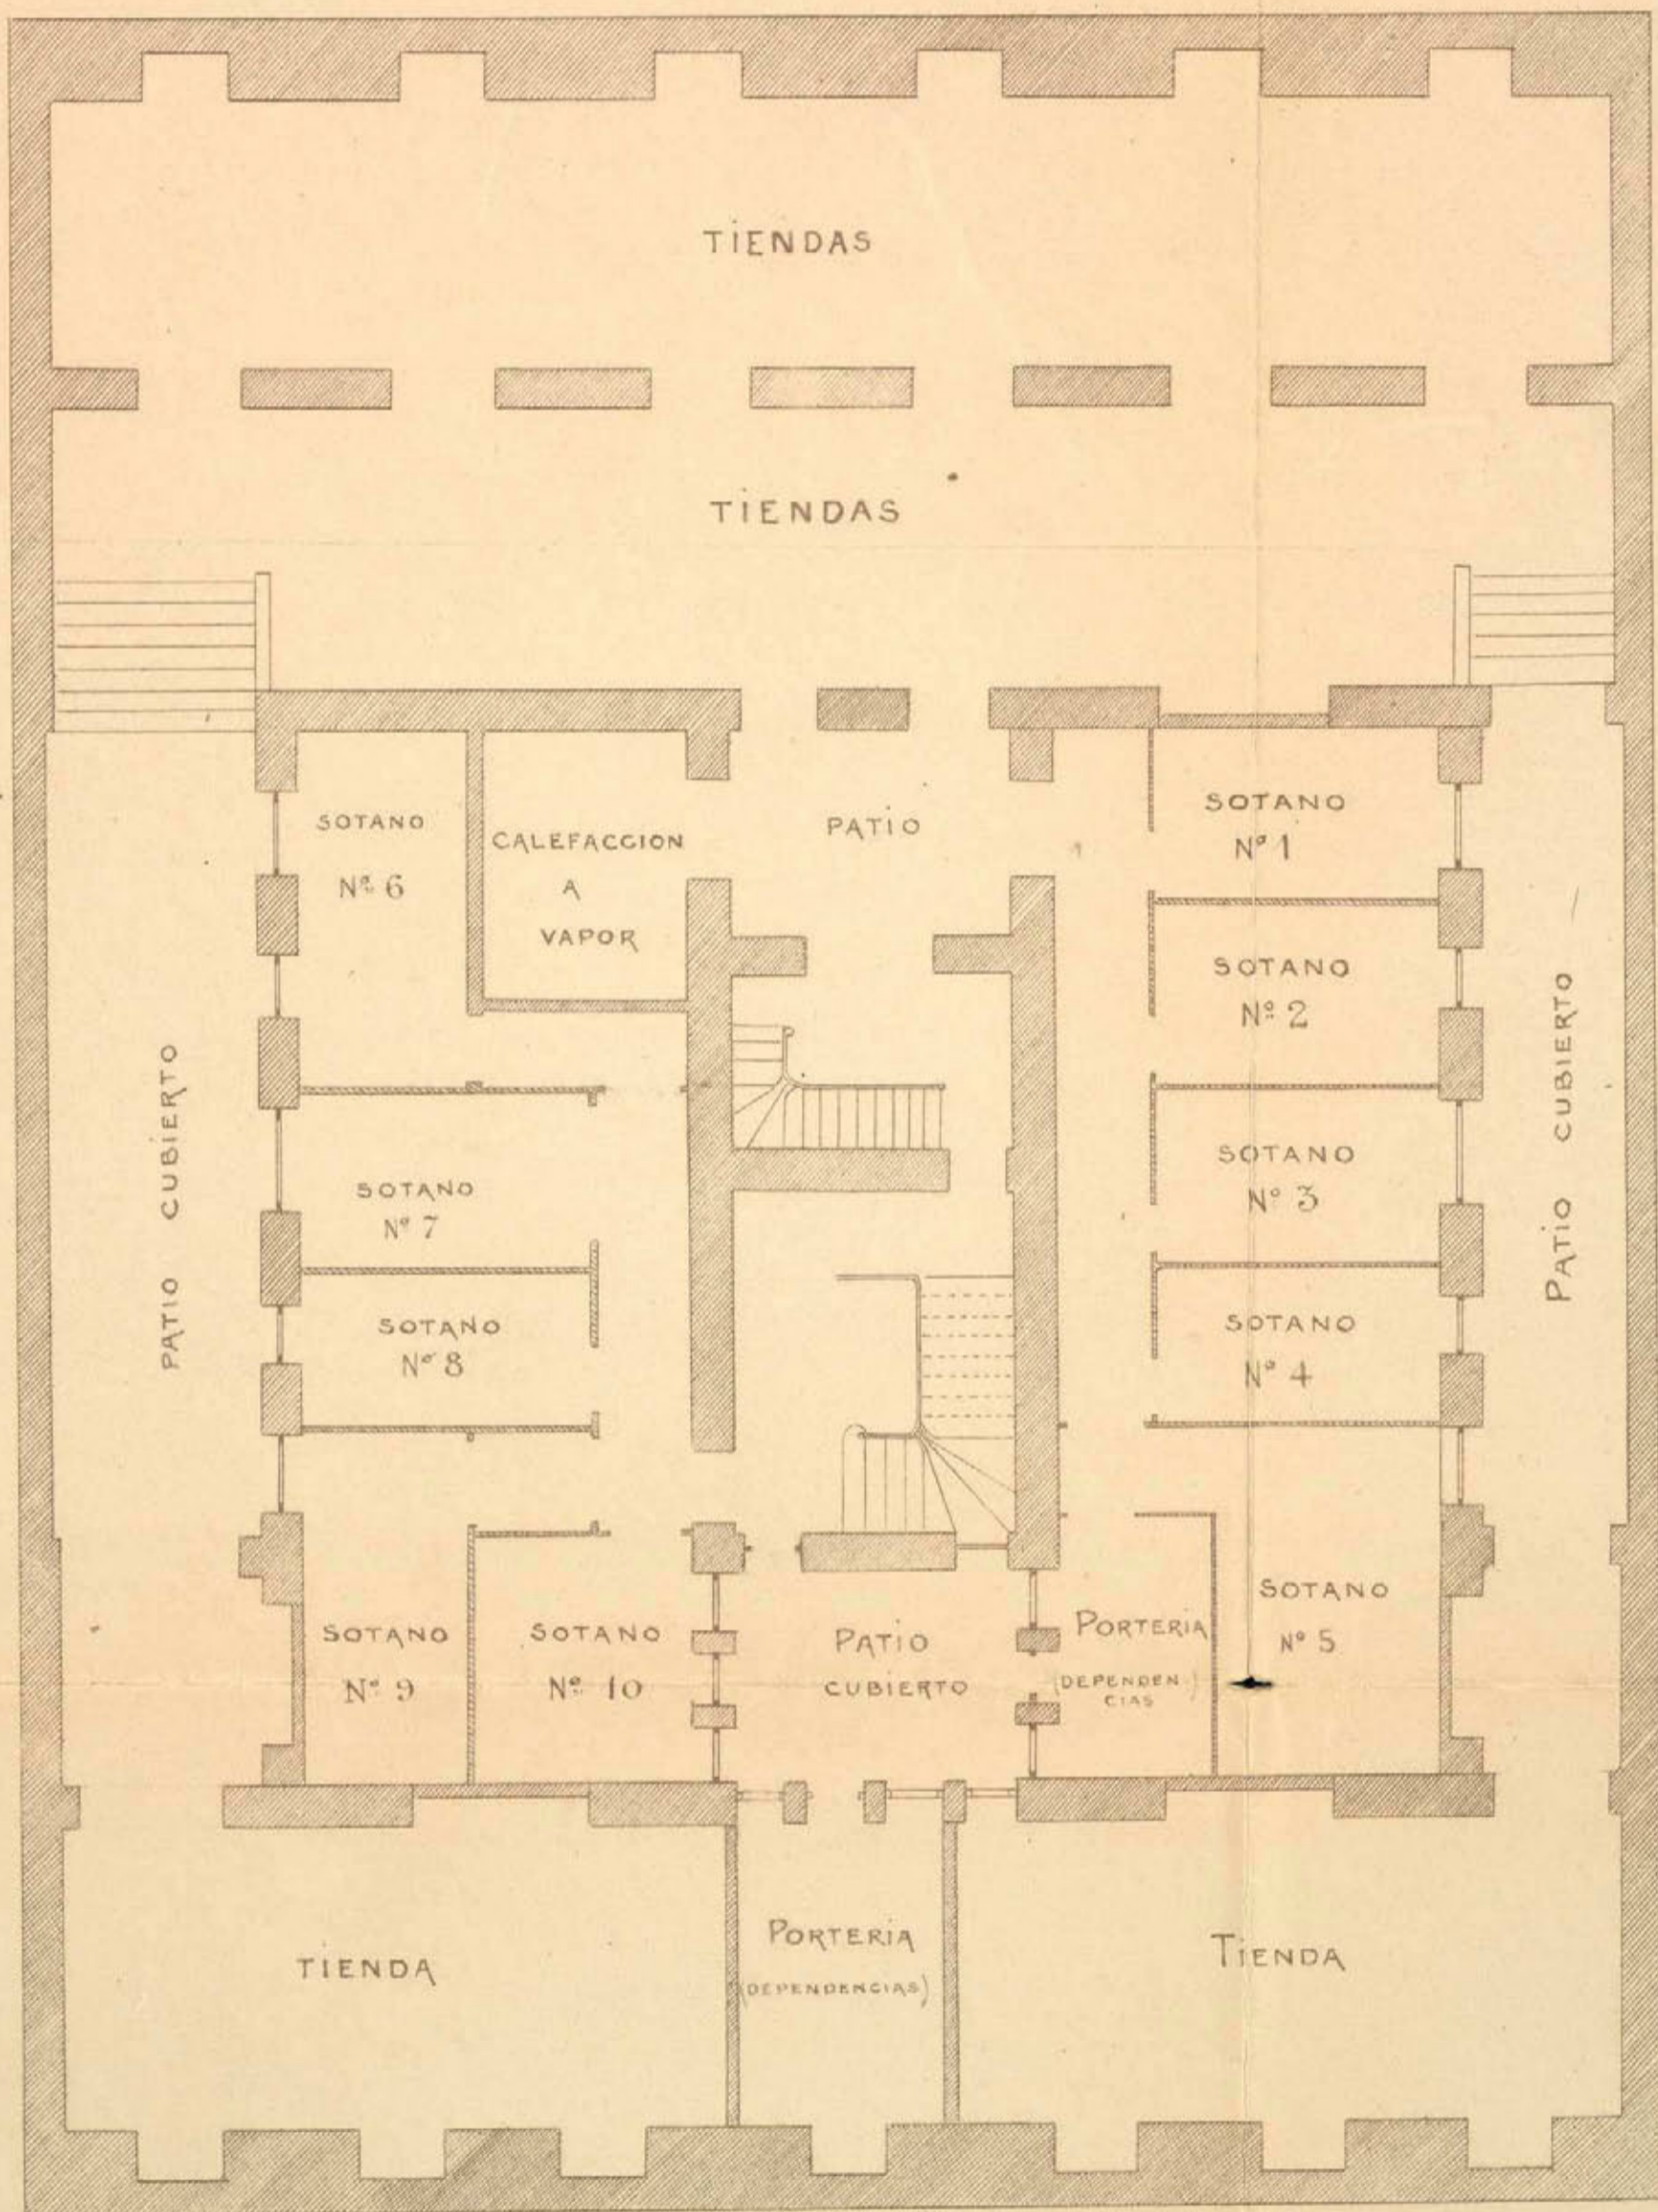 TIENDAS
TIENDAS
SOTANO
Nº 6
CALEFACCION
A
VAPOR
PATIO
SOTANO
Nº 1
SOTANO
Nº 2
PATIO CUBIERTO
PATIO CUBIERTO
SOTANO
Nº 7
SOTANO
Nº 3
SOTANO
Nº 8
SOTANO
Nº 4
SOTANO
Nº 9
SOTANO
Nº 10
PATIO
CUBIERTO
PORTERIA
(DEPENDEN
CIAS)
SOTANO
Nº 5
TIENDA
PORTERIA
(DEPENDENCIAS)
TIENDA